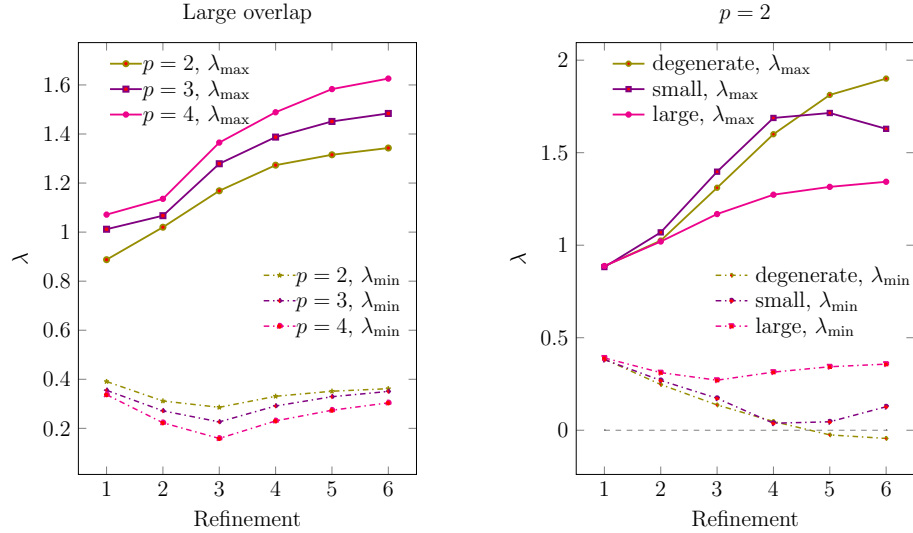 Large overlap
p = 2, λmax
p = 3, λmax
p = 4, λmax
p = 2, λmin
p = 3, λmin
p = 4, λmin
1.6
1.4
1.2
1
0.8
0.6
0.4
0.2
λ
1 2 3 4 5 6
Refinement
p = 2
degenerate, λmax
small, λmax
large, λmax
degenerate, λmin
small, λmin
large, λmin
2
1.5
1
0.5
0
λ
1 2 3 4 5 6
Refinement